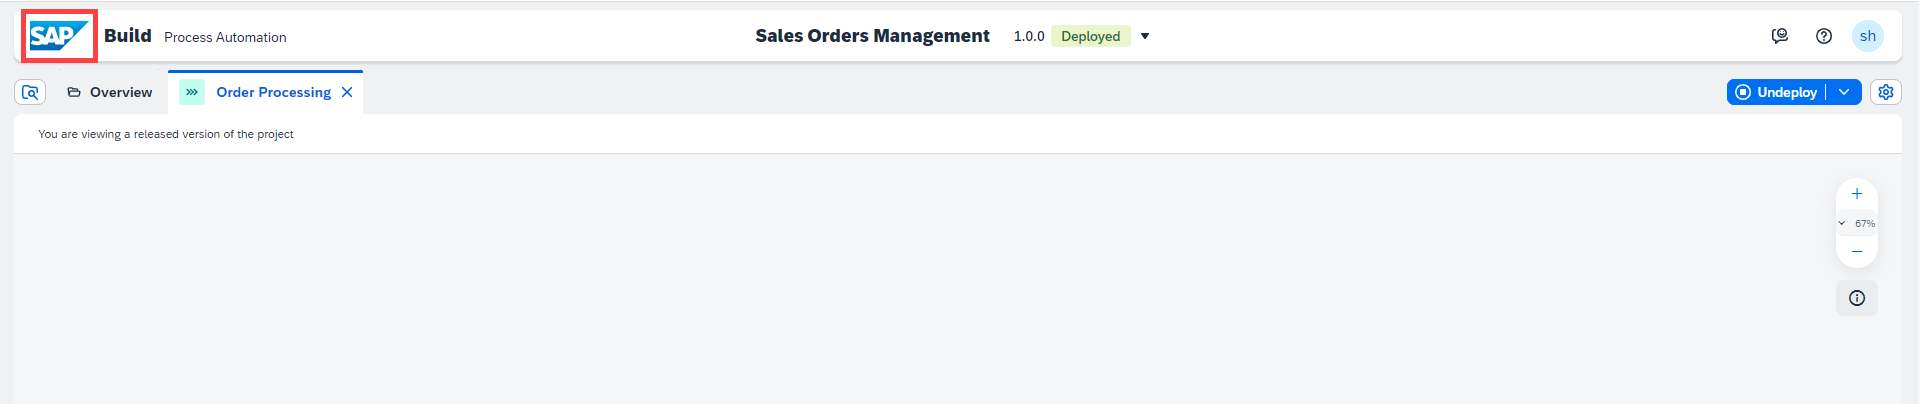 SAP Build Process Automation Sales Orders Management 1.0.0 Deployed sh
Overview Order Processing Undeploy
You are viewing a released version of the project
67%